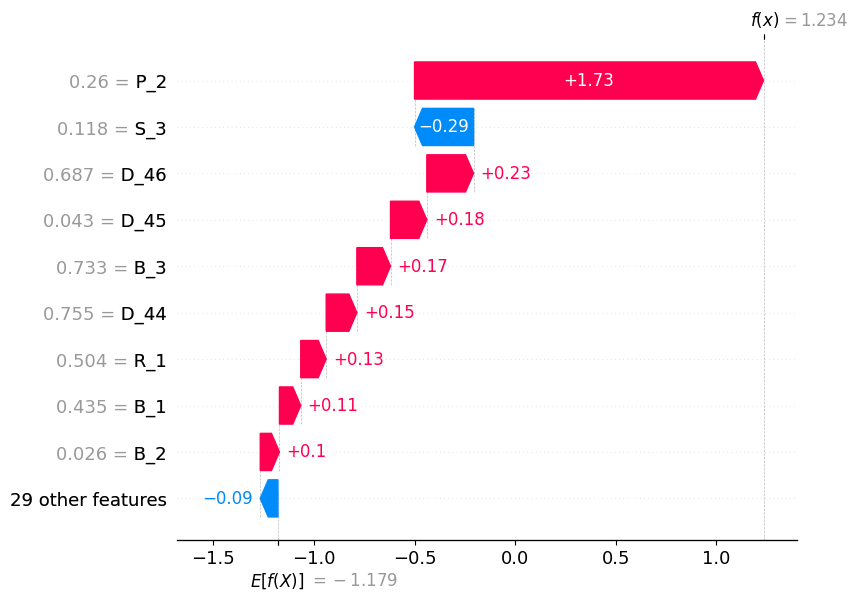 f(x) = 1.234
0.26 = P_2
+1.73
0.118 = S_3
−0.29
0.687 = D_46
+0.23
0.043 = D_45
+0.18
0.733 = B_3
+0.17
0.755 = D_44
+0.15
0.504 = R_1
+0.13
0.435 = B_1
+0.11
0.026 = B_2
+0.1
29 other features
−0.09
−1.5 −1.0 −0.5 0.0 0.5 1.0
E[f(X)] = −1.179